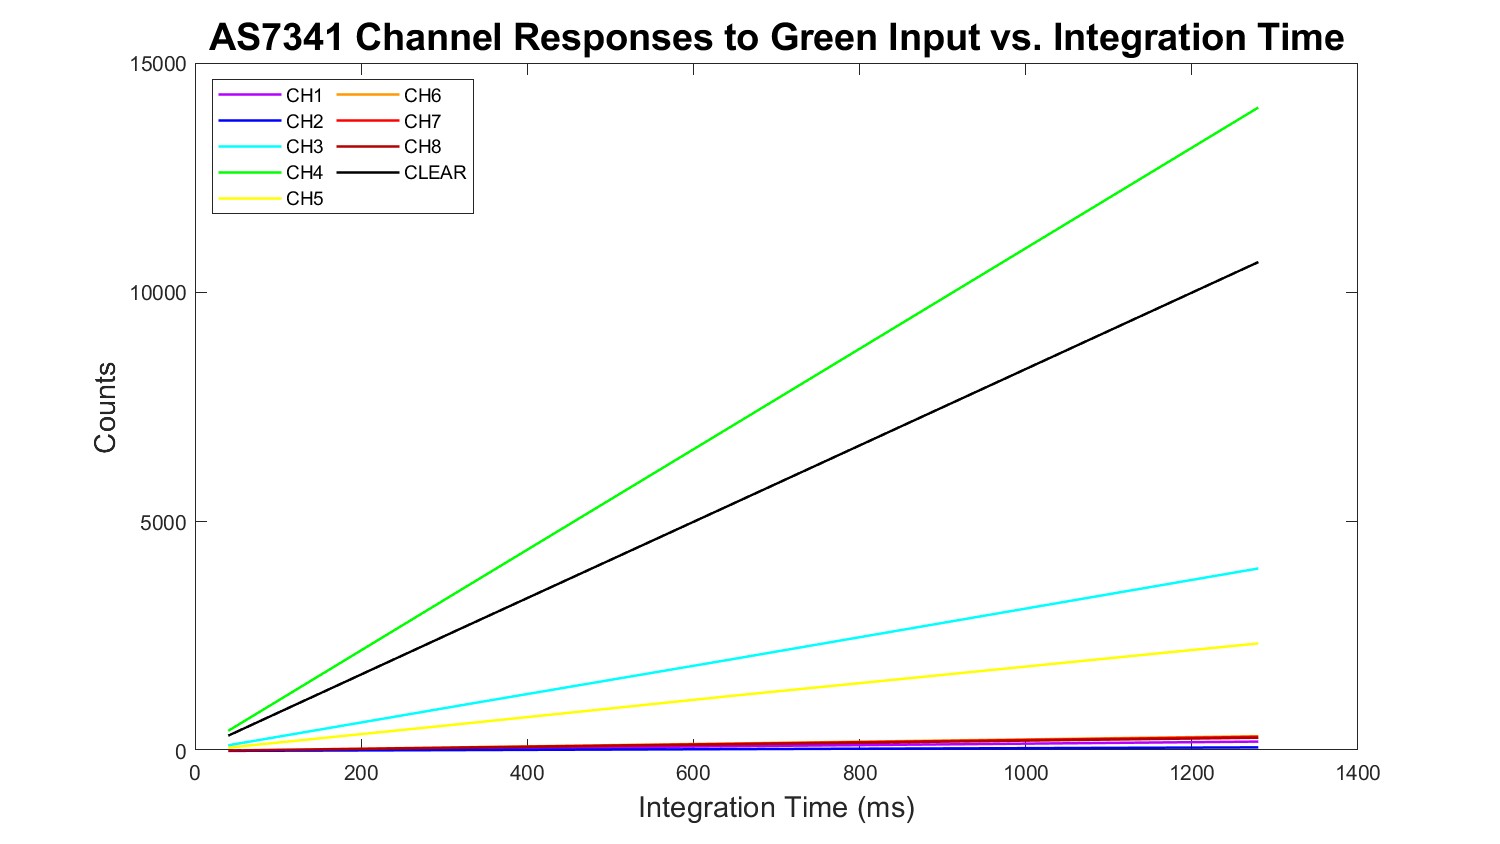 AS7341 Channel Responses to Green Input vs. Integration Time
15000
10000
5000
0
Counts
CH1 CH6
CH2 CH7
CH3 CH8
CH4 CLEAR
CH5
0 200 400 600 800 1000 1200 1400
Integration Time (ms)